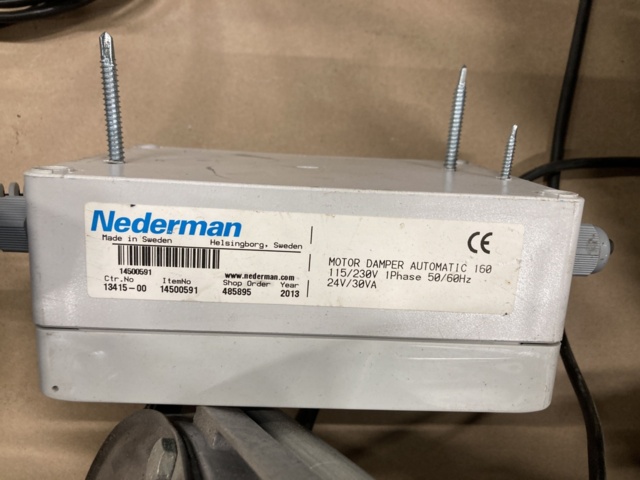 Nederman
Made in Sweden Helsingborg, Sweden
14500591 www.nederman.com
Ctr.No ItemNo Shop Order Year
13415-00 14500591 485895 2013
CE
MOTOR DAMPER AUTOMATIC 160
115/230V 1Phase 50/60Hz
24V/30VA